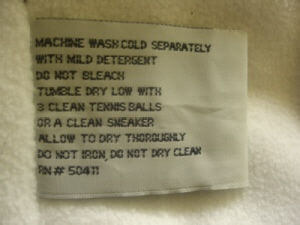 MACHINE WASH COLD SEPARATELY
WITH MILD DETERGENT
DO NOT BLEACH
TUMBLE DRY LOW WITH
3 CLEAN TENNIS BALLS
OR A CLEAN SNEAKER
ALLOW TO DRY THOROUGHLY
DO NOT IRON, DO NOT DRY CLEAN
RN# 50411